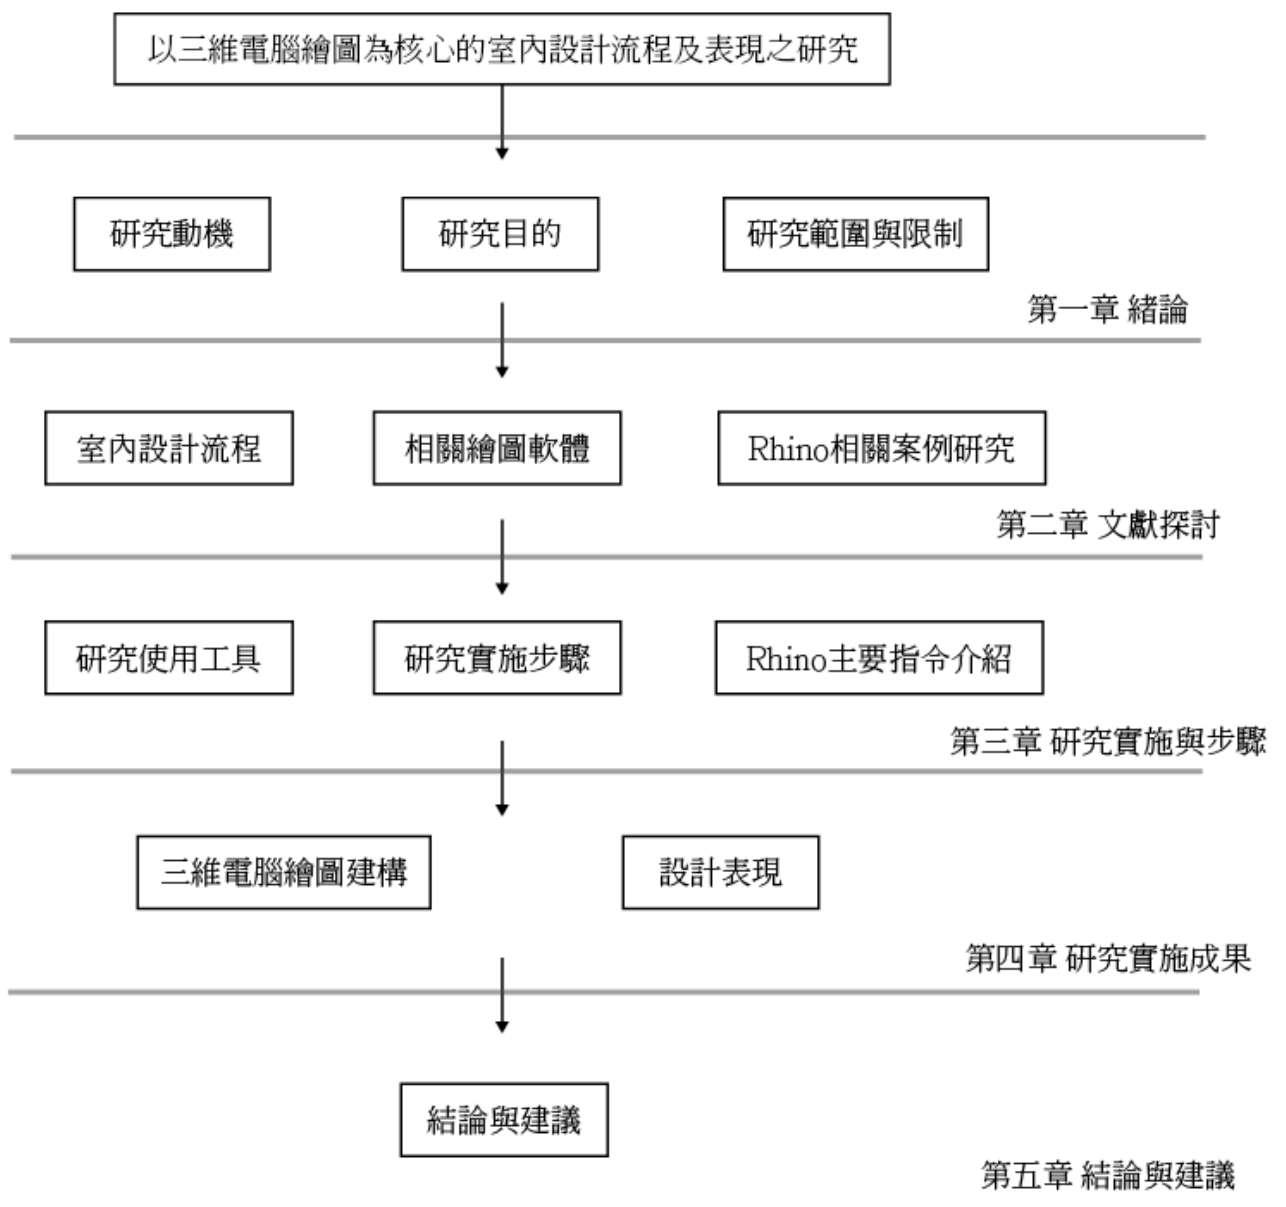 以三維電腦繪圖為核心的室內設計流程及表現之研究
研究動機
研究目的
研究範圍與限制
第一章 緒論
室內設計流程
相關繪圖軟體
Rhino相關案例研究
第二章 文獻探討
研究使用工具
研究實施步驟
Rhino主要指令介紹
第三章 研究實施與步驟
三維電腦繪圖建構
設計表現
第四章 研究實施成果
結論與建議
第五章 結論與建議